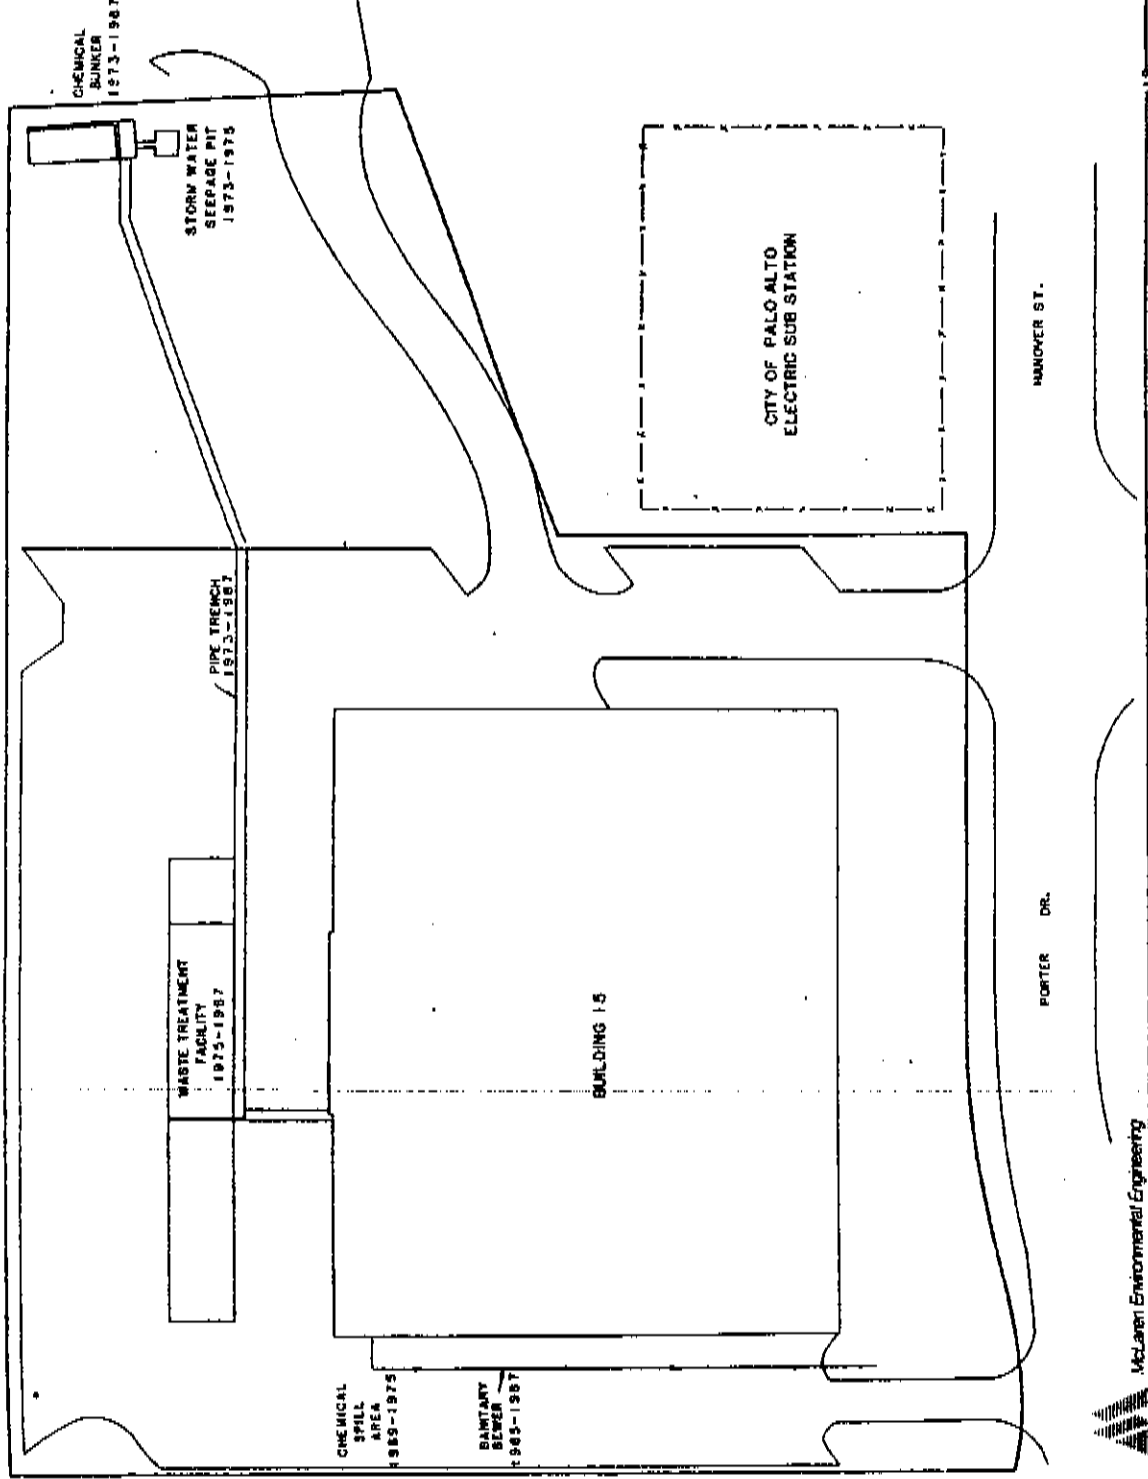 CHEMICAL
BUNKER
1973-1987
STORM WATER
SEEPAGE PIT
1973-1975
PIPE TRENCH
1973-1987
CITY OF PALO ALTO
ELECTRIC SUB STATION
HANOVER ST.
WASTE TREATMENT
FACILITY
1975-1987
BUILDING 15
PORTER DR.
CHEMICAL
SPILL
AREA
1969-1975
SANITARY
SEWER
1965-1987
McLaren Environmental Engineering